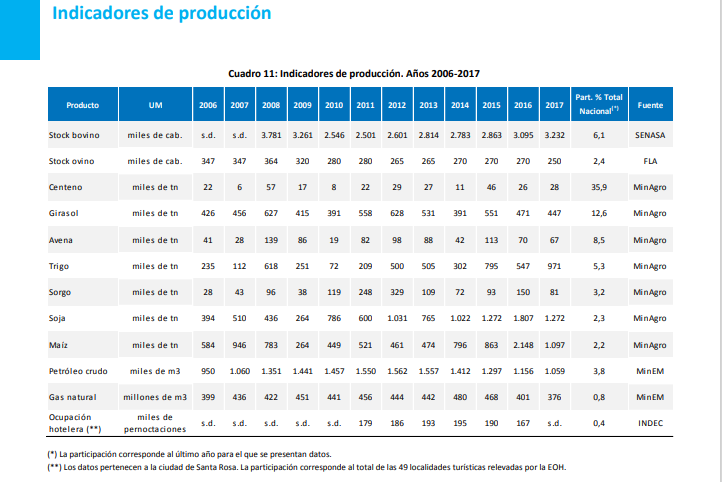 Indicadores de producción
Cuadro 11: Indicadores de producción. Años 2006-2017
Producto UM 2006 2007 2008 2009 2010 2011 2012 2013 2014 2015 2016 2017 Part. % Total Nacional(*) Fuente
Stock bovino miles de cab. s.d. s.d. 3.781 3.261 2.546 2.501 2.601 2.814 2.783 2.863 3.095 3.232 6,1 SENASA
Stock ovino miles de cab. 347 347 364 320 280 280 265 265 270 270 270 250 2,4 FLA
Centeno miles de tn 22 6 57 17 8 22 29 27 11 46 26 28 35,9 MinAgro
Girasol miles de tn 426 456 627 415 391 558 628 531 391 551 471 447 12,6 MinAgro
Avena miles de tn 41 28 139 86 19 82 98 88 42 113 70 67 8,5 MinAgro
Trigo miles de tn 235 112 618 251 72 209 500 505 302 795 547 971 5,3 MinAgro
Sorgo miles de tn 28 43 96 38 119 248 329 109 72 93 150 81 3,2 MinAgro
Soja miles de tn 394 510 436 264 786 600 1.031 765 1.022 1.272 1.807 1.272 2,3 MinAgro
Maíz miles de tn 584 946 783 264 449 521 461 474 796 863 2.148 1.097 2,2 MinAgro
Petróleo crudo miles de m3 950 1.060 1.351 1.441 1.457 1.550 1.562 1.557 1.412 1.297 1.156 1.059 3,8 MinEM
Gas natural millones de m3 399 436 422 451 441 456 444 442 480 468 401 376 0,8 MinEM
Ocupación hotelera (**) miles de pernoctaciones s.d. s.d. s.d. s.d. s.d. 179 186 193 195 190 167 s.d. 0,4 INDEC
(*) La participación corresponde al último año para el que se presentan datos.
(**) Los datos pertenecen a la ciudad de Santa Rosa. La participación corresponde al total de las 49 localidades turísticas relevadas por la EOH.